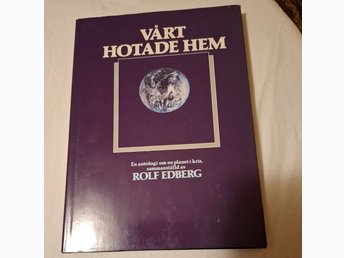 VÅRT
HOTADE HEM
En antologi om en planet i kris,
sammanställd av
ROLF EDBERG